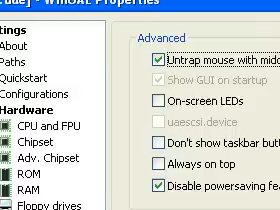 Properties
tings
About
Paths
Quickstart
Configurations
Hardware
CPU and FPU
Chipset
Adv. Chipset
ROM
RAM
Floppy drives
Advanced
Untrap mouse with midd
Show GUI on startup
On-screen LEDs
uaescsi.device
Don't show taskbar butt
Always on top
Disable powersaving fea